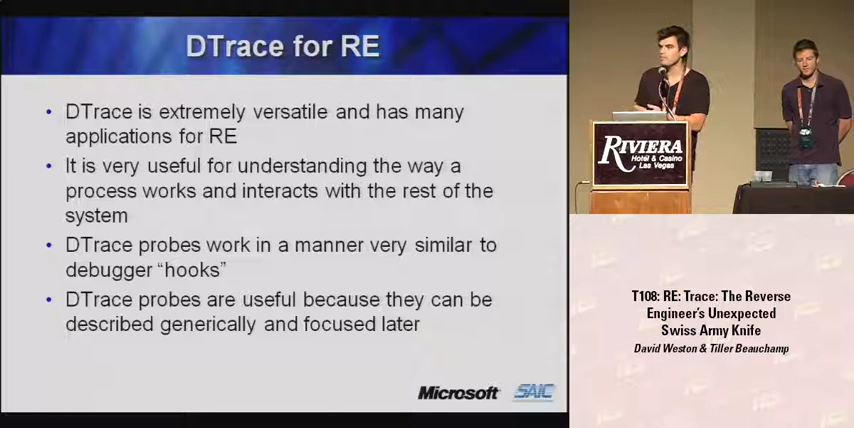 DTrace for RE
• DTrace is extremely versatile and has many
applications for RE
• It is very useful for understanding the way a
process works and interacts with the rest of the
system
• DTrace probes work in a manner very similar to
debugger “hooks”
• DTrace probes are useful because they can be
described generically and focused later
Microsoft SAIC
RIVIERA
Hotel & Casino
Las Vegas
T108: RE: Trace: The Reverse
Engineer's Unexpected
Swiss Army Knife
David Weston & Tiller Beauchamp